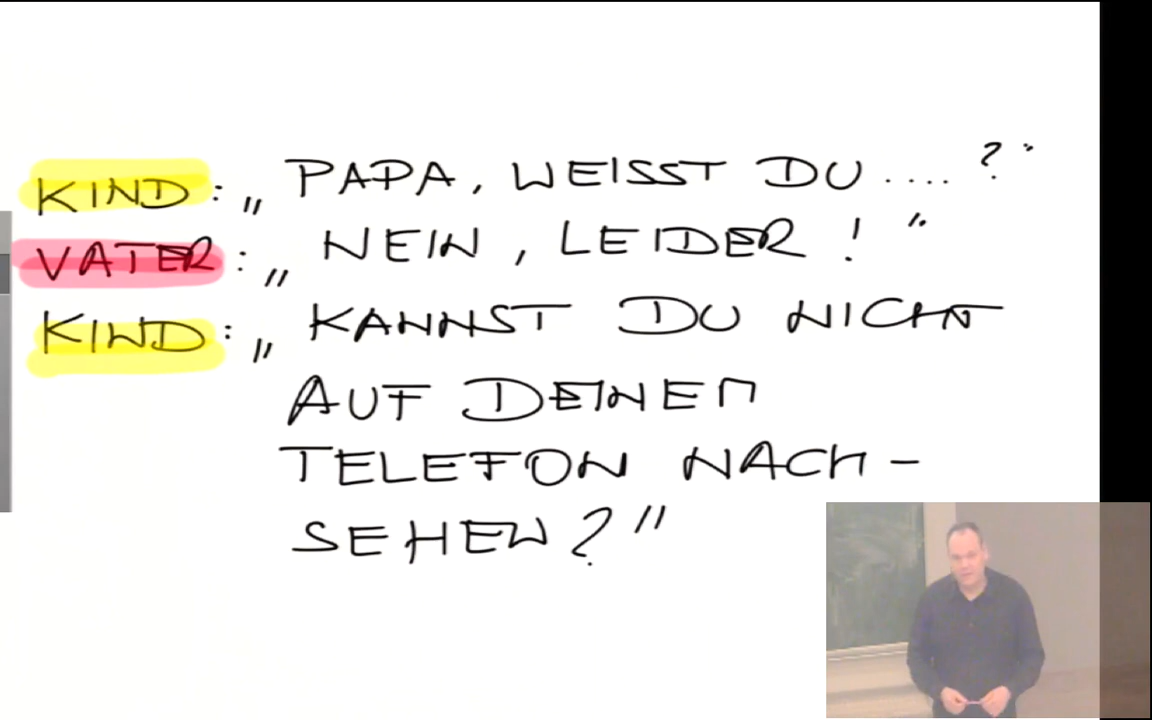 KIND: „PAPA, WEISST DU ....?"
VATER: „NEIN, LEIDER!"
KIND: „KANNST DU NICHT
AUF DEINEM
TELEFON NACH-
SEHEN?"